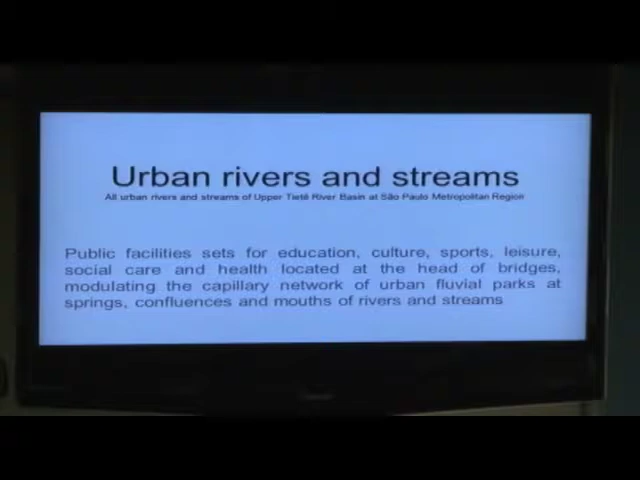 Urban rivers and streams
All urban rivers and streams of Upper Tietê River Basin at São Paulo Metropolitan Region
Public facilities sets for education, culture, sports, leisure,
social care and health located at the head of bridges,
modulating the capillary network of urban fluvial parks at
springs, confluences and mouths of rivers and streams